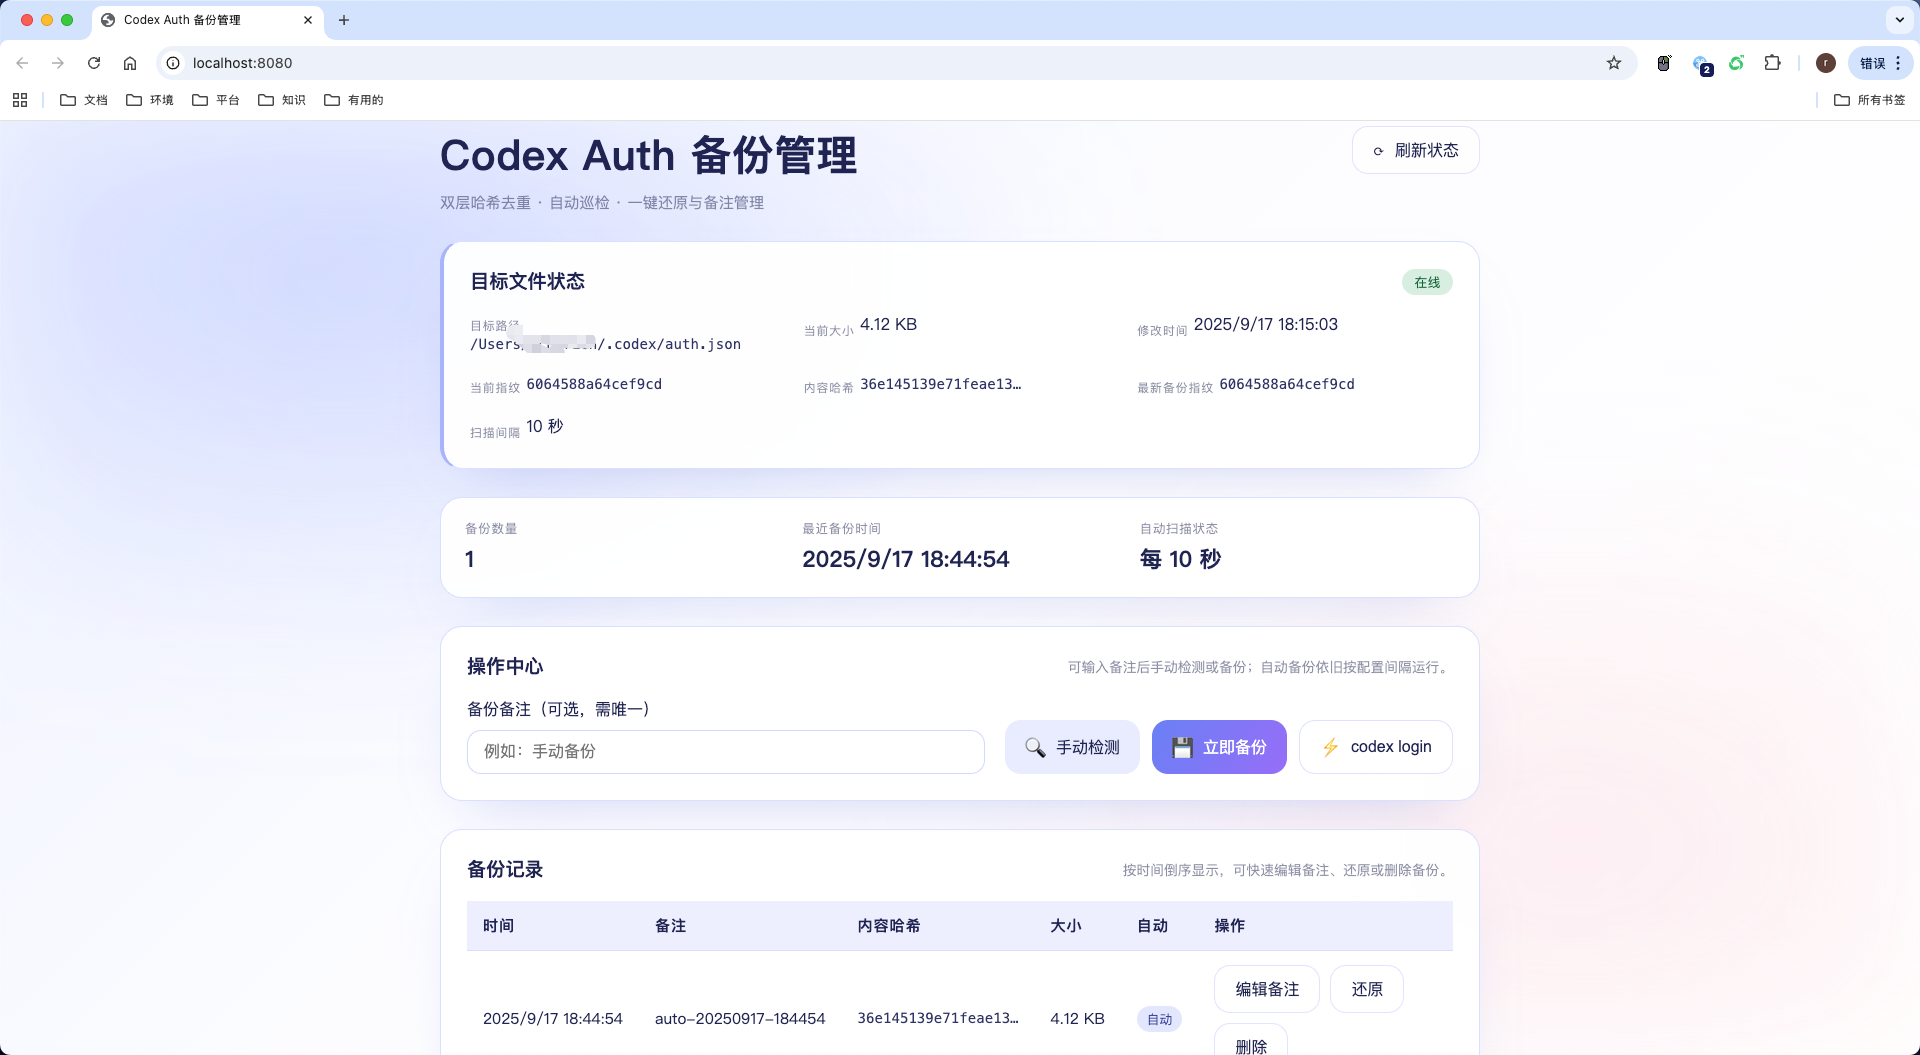 Codex Auth 备份管理
localhost:8080
2
r
错误
文档
环境
平台
知识
有用的
所有书签
Codex Auth 备份管理
刷新状态
双层哈希去重 · 自动巡检 · 一键还原与备注管理
目标文件状态
在线
目标路径
/Users/ /.codex/auth.json
当前大小 4.12 KB
修改时间 2025/9/17 18:15:03
当前指纹 6064588a64cef9cd
内容哈希 36e145139e71feae13…
最新备份指纹 6064588a64cef9cd
扫描间隔 10 秒
备份数量
1
最近备份时间
2025/9/17 18:44:54
自动扫描状态
每 10 秒
操作中心
可输入备注后手动检测或备份；自动备份依旧按配置间隔运行。
备份备注（可选，需唯一）
例如：手动备份
手动检测
立即备份
codex login
备份记录
按时间倒序显示，可快速编辑备注、还原或删除备份。
时间 备注 内容哈希 大小 自动 操作
2025/9/17 18:44:54 auto-20250917-184454 36e145139e71feae13… 4.12 KB 自动
编辑备注
还原
删除